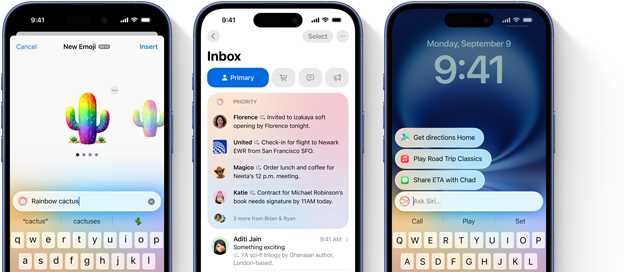 9:41
Cancel
New Emoji BETA
Insert
Rainbow cactus
"cactus"
cactuses
q w e r t y u i o p
a s d f g h j k l
9:41
Select
Inbox
Primary
PRIORITY
Florence Invited to izakaya soft
opening by Florence tonight.
United Check-in for flight to Newark
EWR from San Francisco SFO.
Magico Order lunch and coffee for
Neeta's 12 p.m. meeting.
Katie Contract for Michael Robinson's
book needs signature by 11AM today.
2 more from Brian & Ryan
Aditi Jain
9:41 AM
Something exciting
YA sci-fi trilogy by Ghanaian author,
London-based.
Monday, September 9
9:41
Get directions Home
Play Road Trip Classics
Share ETA with Chad
Ask Siri...
Call
Play
Set
Q W E R T Y U I O P
A S D F G H J K L